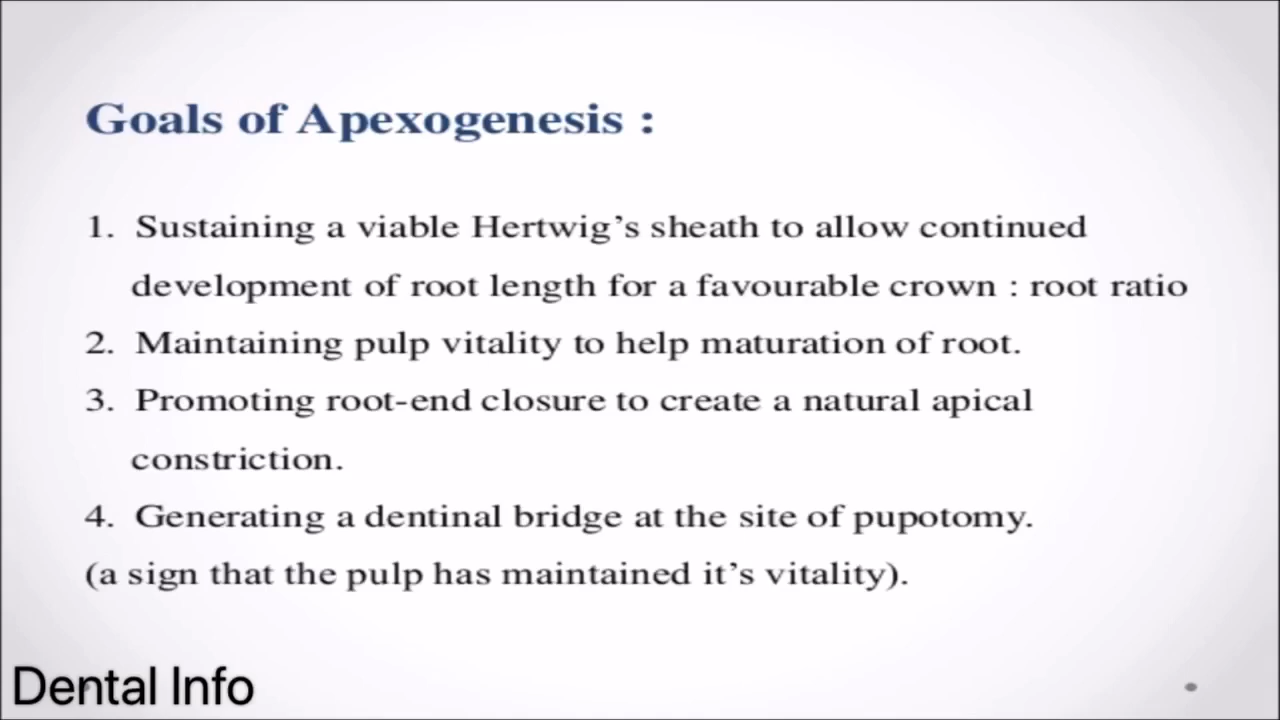 Goals of Apexogenesis :
1. Sustaining a viable Hertwig’s sheath to allow continued
development of root length for a favourable crown : root ratio
2. Maintaining pulp vitality to help maturation of root.
3. Promoting root-end closure to create a natural apical
constriction.
4. Generating a dentinal bridge at the site of pupotomy.
(a sign that the pulp has maintained it’s vitality).
Dental Info